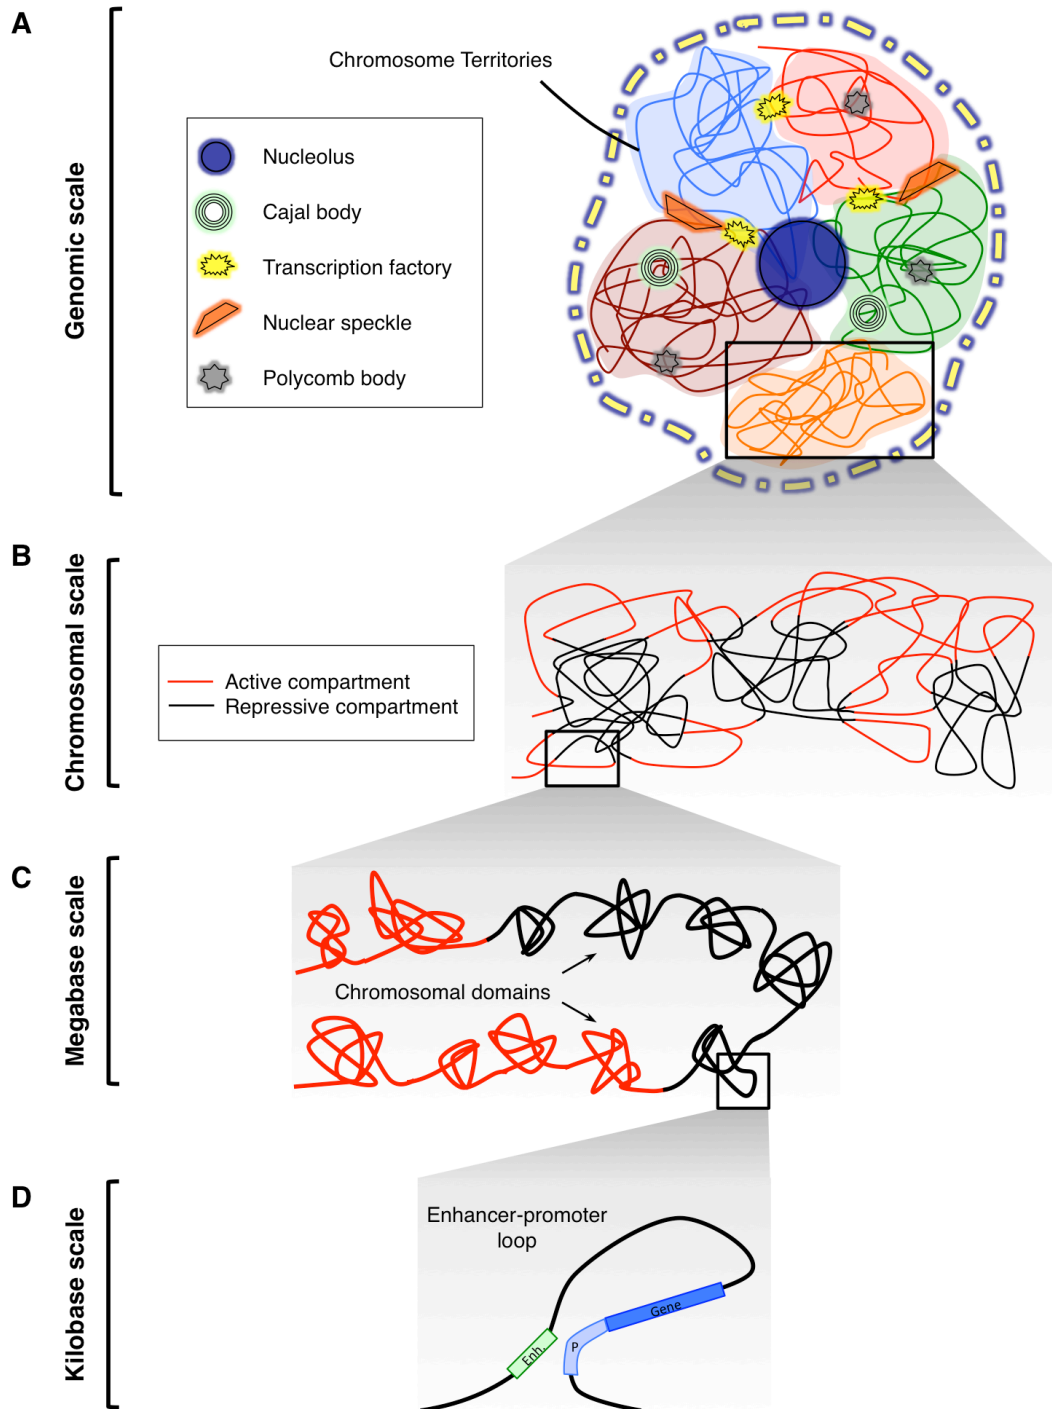 A
Genomic scale
Chromosome Territories
Nucleolus
Cajal body
Transcription factory
Nuclear speckle
Polycomb body
B
Chromosomal scale
Active compartment
Repressive compartment
C
Megabase scale
Chromosomal domains
D
Kilobase scale
Enhancer-promoter
loop
Gene
P
Enh.